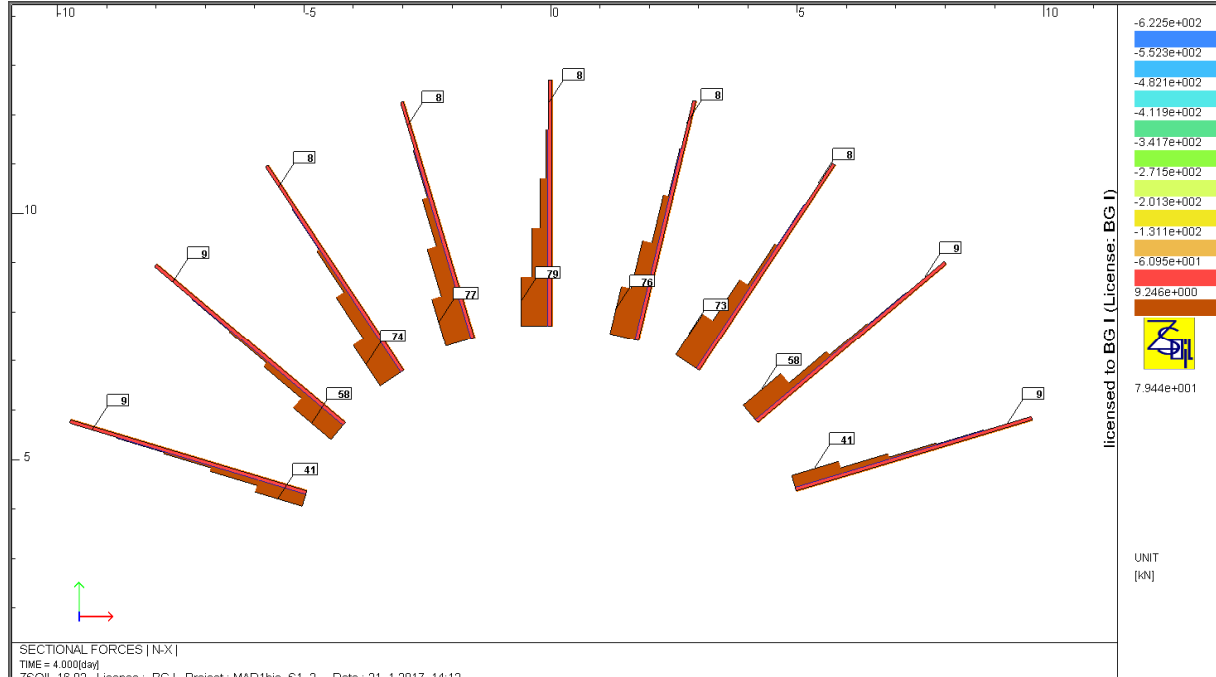 -10 -5 0 5 10
-6.225e+002
-5.523e+002
-4.821e+002
-4.119e+002
-3.417e+002
-2.715e+002
-2.013e+002
-1.311e+002
-6.095e+001
9.246e+000
7.944e+001
UNIT
[kN]
licensed to BG I (License: BG I)
10
5
8
8 8
8 8
9 9
79
77 76
74 73
58 58
9 9
41 41
SECTIONAL FORCES | N-X |
TIME = 4.000[day]